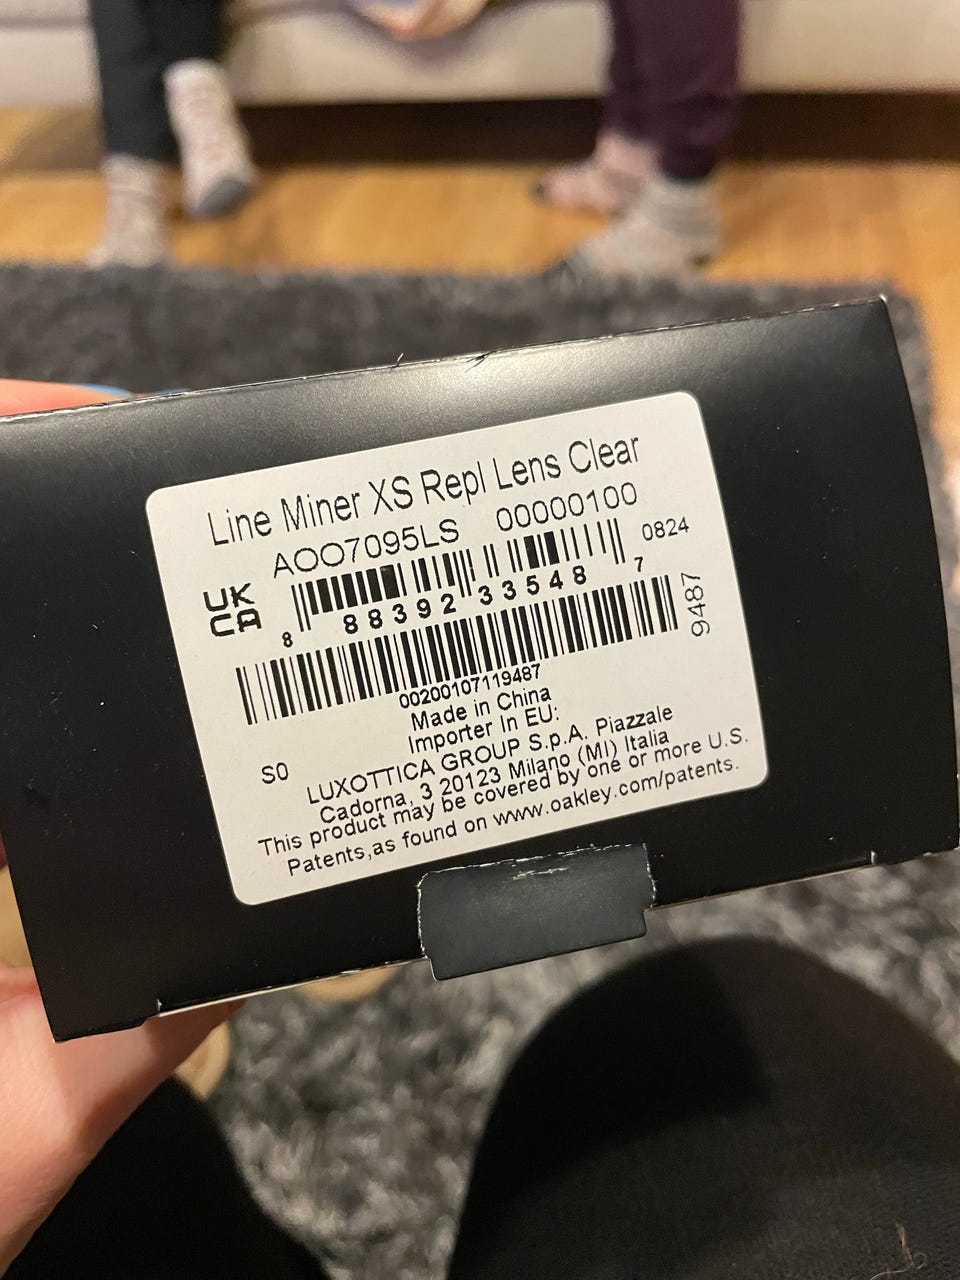 Line Miner XS Repl Lens Clear
AOO7095LS 00000100
UK
CA
0824
8 88392 33548 7
9487
00200107119487
Made in China
Importer In EU:
S0
LUXOTTICA GROUP S.p.A. Piazzale
Cadorna, 3 20123 Milano (MI) Italia
This product may be covered by one or more U.S.
Patents,as found on www.oakley.com/patents.